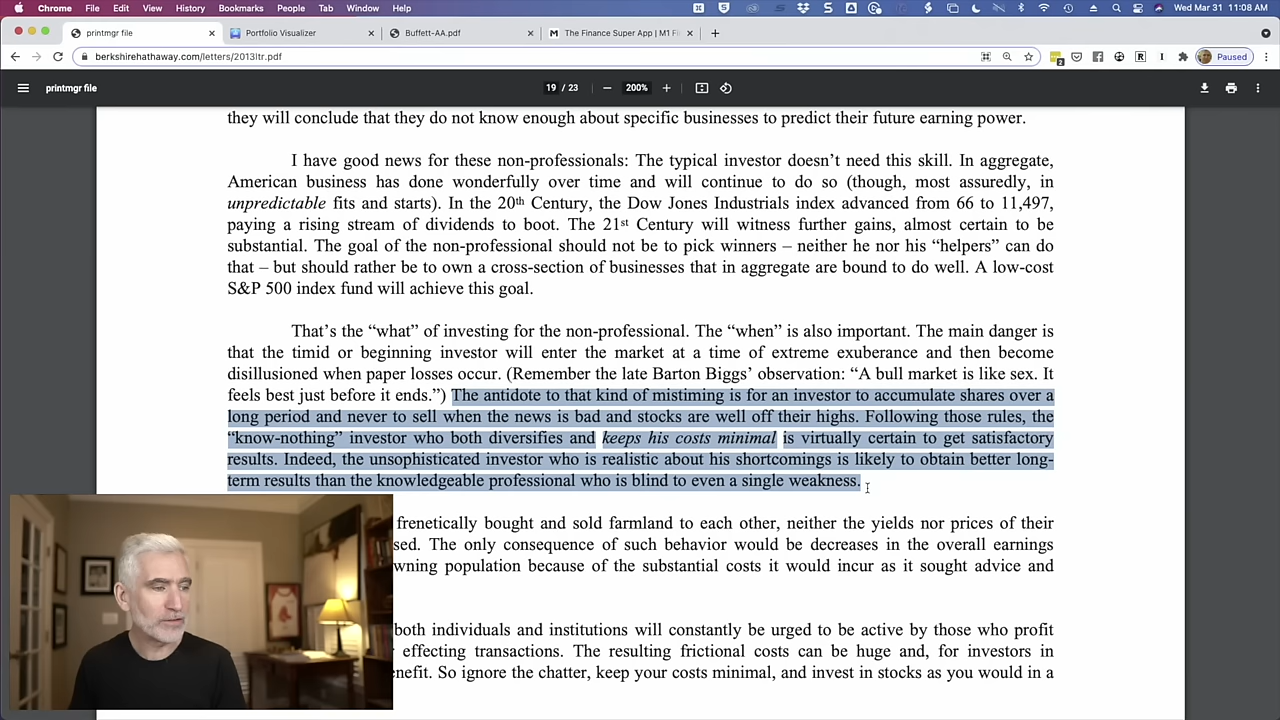 Chrome File Edit View History Bookmarks People Tab Window Help Wed Mar 31 11:08 AM
printmgr file Portfolio Visualizer Buffett-AA.pdf The Finance Super App | M1 Fi
berkshirehathaway.com/letters/2013ltr.pdf Paused
printmgr file 19 / 23 200%
they will conclude that they do not know enough about specific businesses to predict their future earning power.
I have good news for these non-professionals: The typical investor doesn’t need this skill. In aggregate,
American business has done wonderfully over time and will continue to do so (though, most assuredly, in
unpredictable fits and starts). In the 20th Century, the Dow Jones Industrials index advanced from 66 to 11,497,
paying a rising stream of dividends to boot. The 21st Century will witness further gains, almost certain to be
substantial. The goal of the non-professional should not be to pick winners – neither he nor his “helpers” can do
that – but should rather be to own a cross-section of businesses that in aggregate are bound to do well. A low-cost
S&P 500 index fund will achieve this goal.
That’s the “what” of investing for the non-professional. The “when” is also important. The main danger is
that the timid or beginning investor will enter the market at a time of extreme exuberance and then become
disillusioned when paper losses occur. (Remember the late Barton Biggs’ observation: “A bull market is like sex. It
feels best just before it ends.”) The antidote to that kind of mistiming is for an investor to accumulate shares over a
long period and never to sell when the news is bad and stocks are well off their highs. Following those rules, the
“know-nothing” investor who both diversifies and keeps his costs minimal is virtually certain to get satisfactory
results. Indeed, the unsophisticated investor who is realistic about his shortcomings is likely to obtain better long-
term results than the knowledgeable professional who is blind to even a single weakness.
frenetically bought and sold farmland to each other, neither the yields nor prices of their
sed. The only consequence of such behavior would be decreases in the overall earnings
wning population because of the substantial costs it would incur as it sought advice and
both individuals and institutions will constantly be urged to be active by those who profit
effecting transactions. The resulting frictional costs can be huge and, for investors in
nefit. So ignore the chatter, keep your costs minimal, and invest in stocks as you would in a